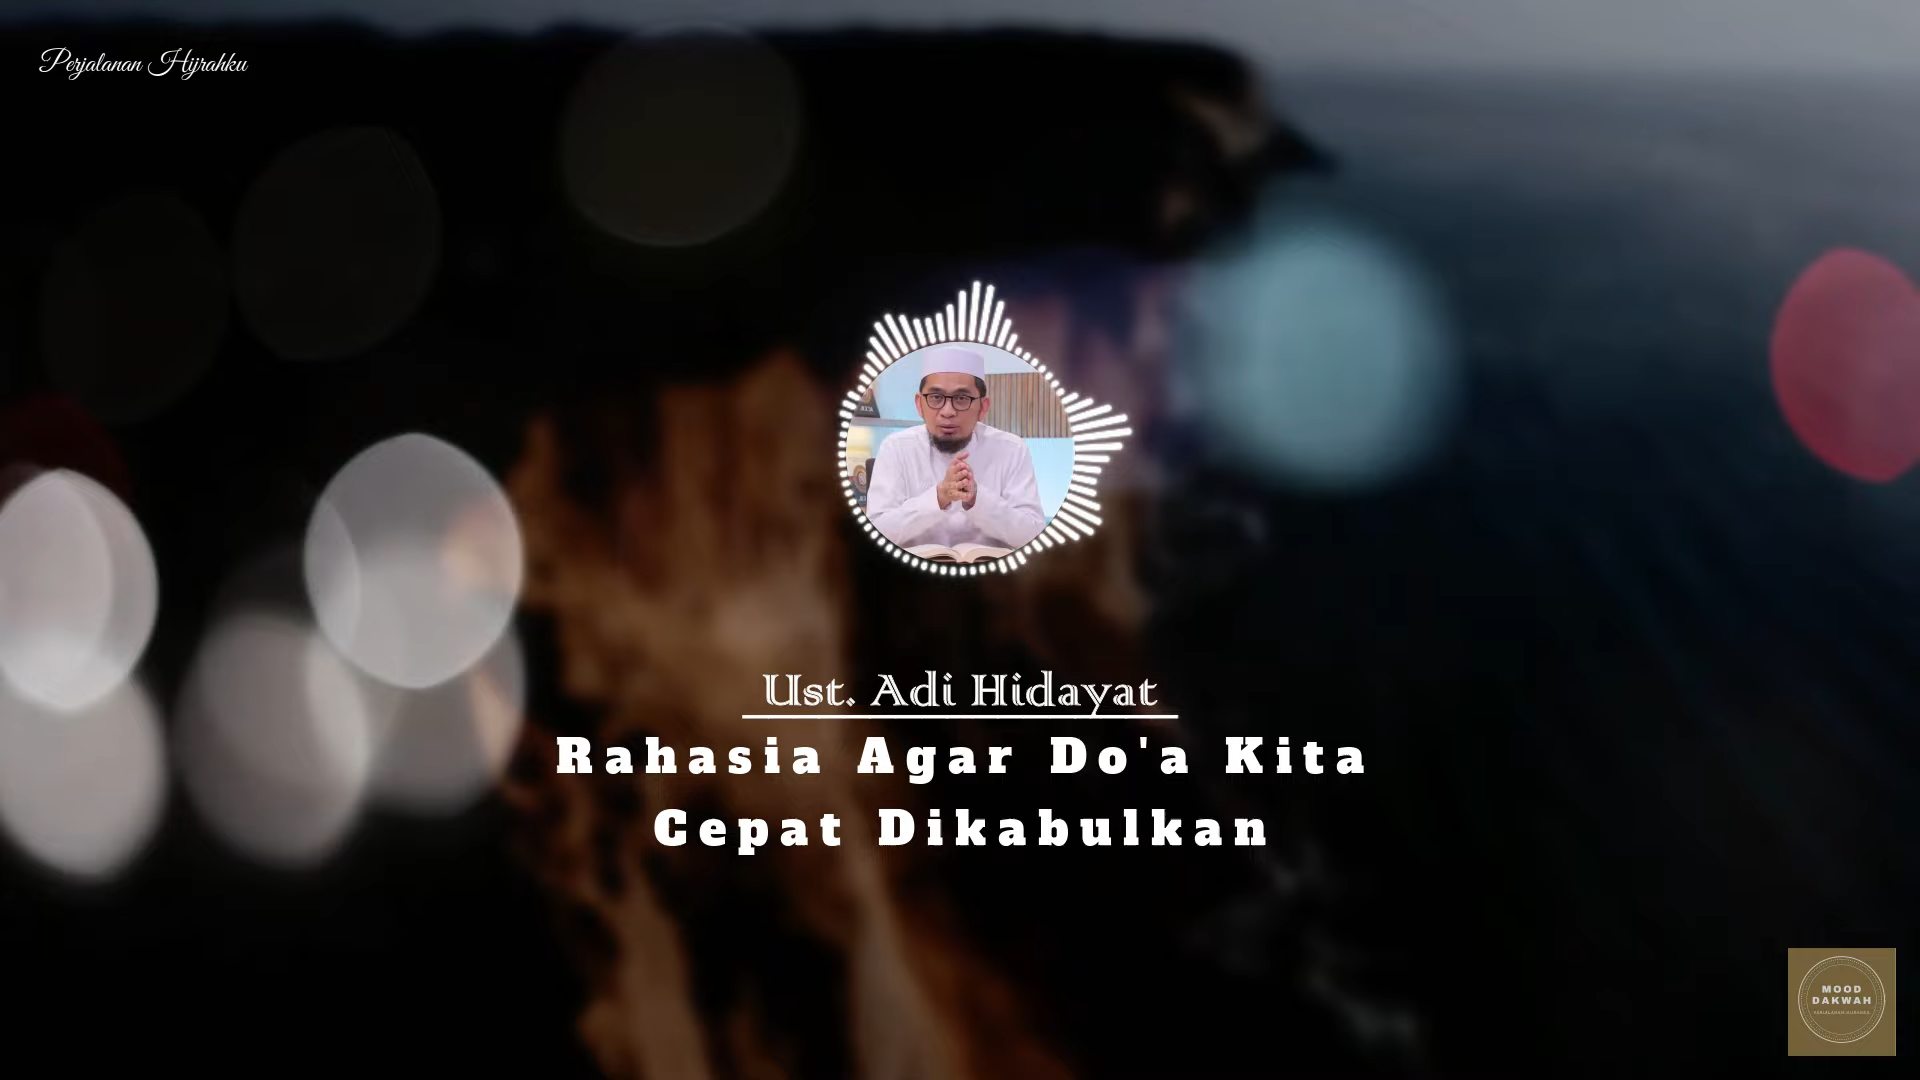 Perjalanan Hijrahku
Ust. Adi Hidayat
Rahasia Agar Do'a Kita
Cepat Dikabulkan
MOOD
DAKWAH